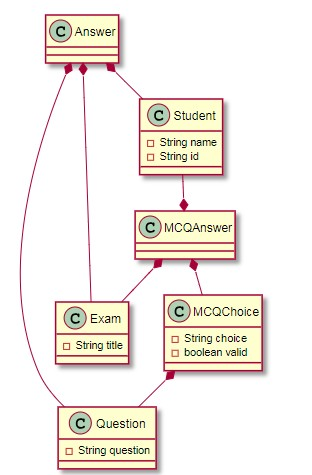 C Answer
C Student
String name
String id
C MCQAnswer
C Exam
String title
C MCQChoice
String choice
boolean valid
C Question
String question